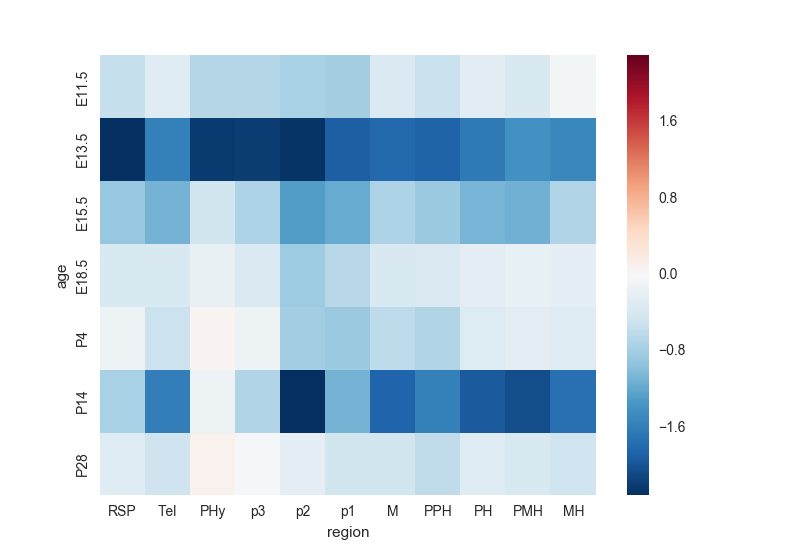 E11.5
E13.5
E15.5
E18.5
P4
P14
P28
age
RSP Tel PHy p3 p2 p1 M PPH PH PMH MH
region
1.6
0.8
0.0
−0.8
−1.6